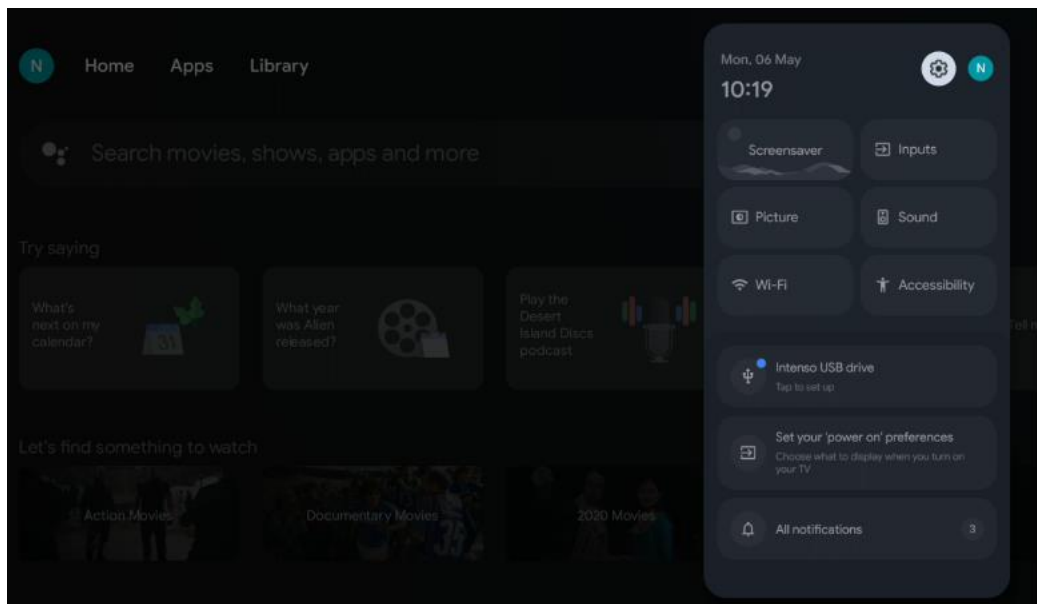 N
Home
Apps
Library
Search movies, shows, apps and more
Try saying
What's
next on my
calendar?
31
What year
was Alien
released?
Play the
Desert
Island Discs
podcast
Tell m
Let's find something to watch
Action Movies
Documentary Movies
35
2020 Movies
Mon, 06 May
10:19
N
Screensaver
Inputs
Picture
Sound
Wi-Fi
Accessibility
Intenso USB drive
Tap to set up
Set your 'power on' preferences
Choose what to display when you turn on
your TV
All notifications
3